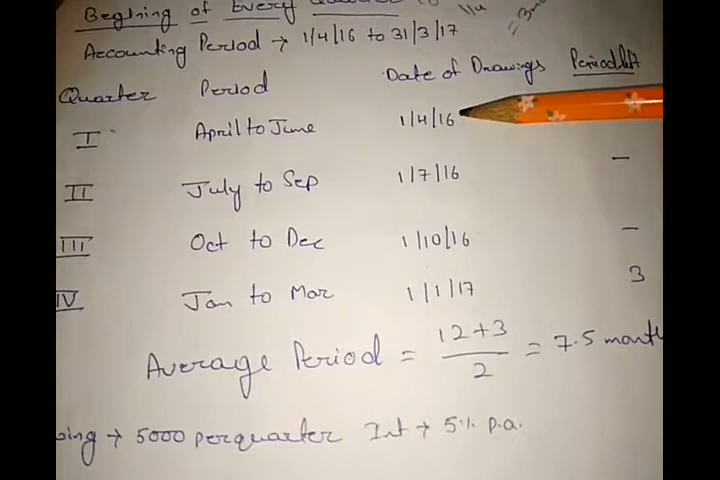 Begining of Every
1/4
Accounting Period → 1/4/16 to 31/3/17
Quarter Period Date of Drawings Period left
I April to June 1/4/16
II July to Sep 1/7/16 -
III Oct to Dec 1/10/16 -
IV Jan to Mar 1/1/17 3
Average Period = 12+3 / 2 = 7.5 month
→ 5000 per quarter Int → 5% p.a.